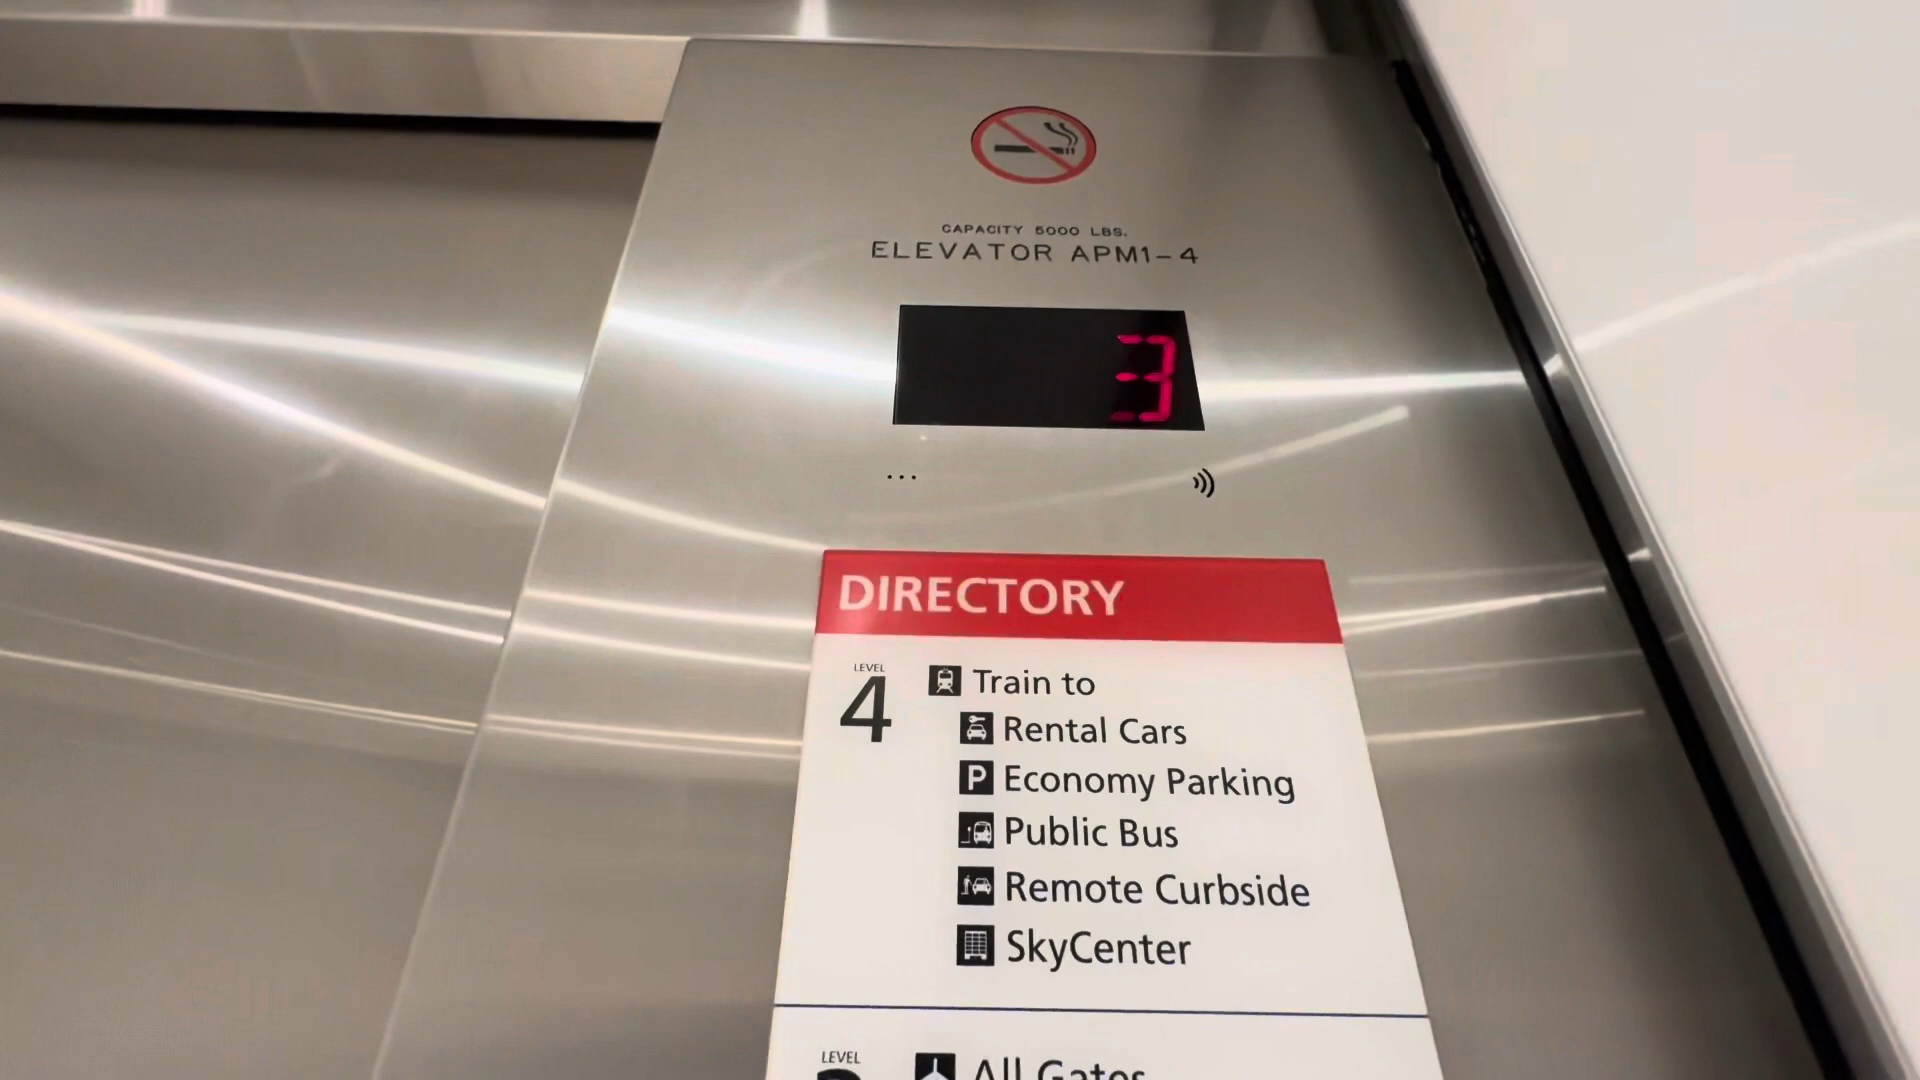 CAPACITY 5000 LBS.
ELEVATOR APM1-4
3
DIRECTORY
LEVEL
4
Train to
Rental Cars
P Economy Parking
Public Bus
Remote Curbside
SkyCenter
LEVEL
All Gates